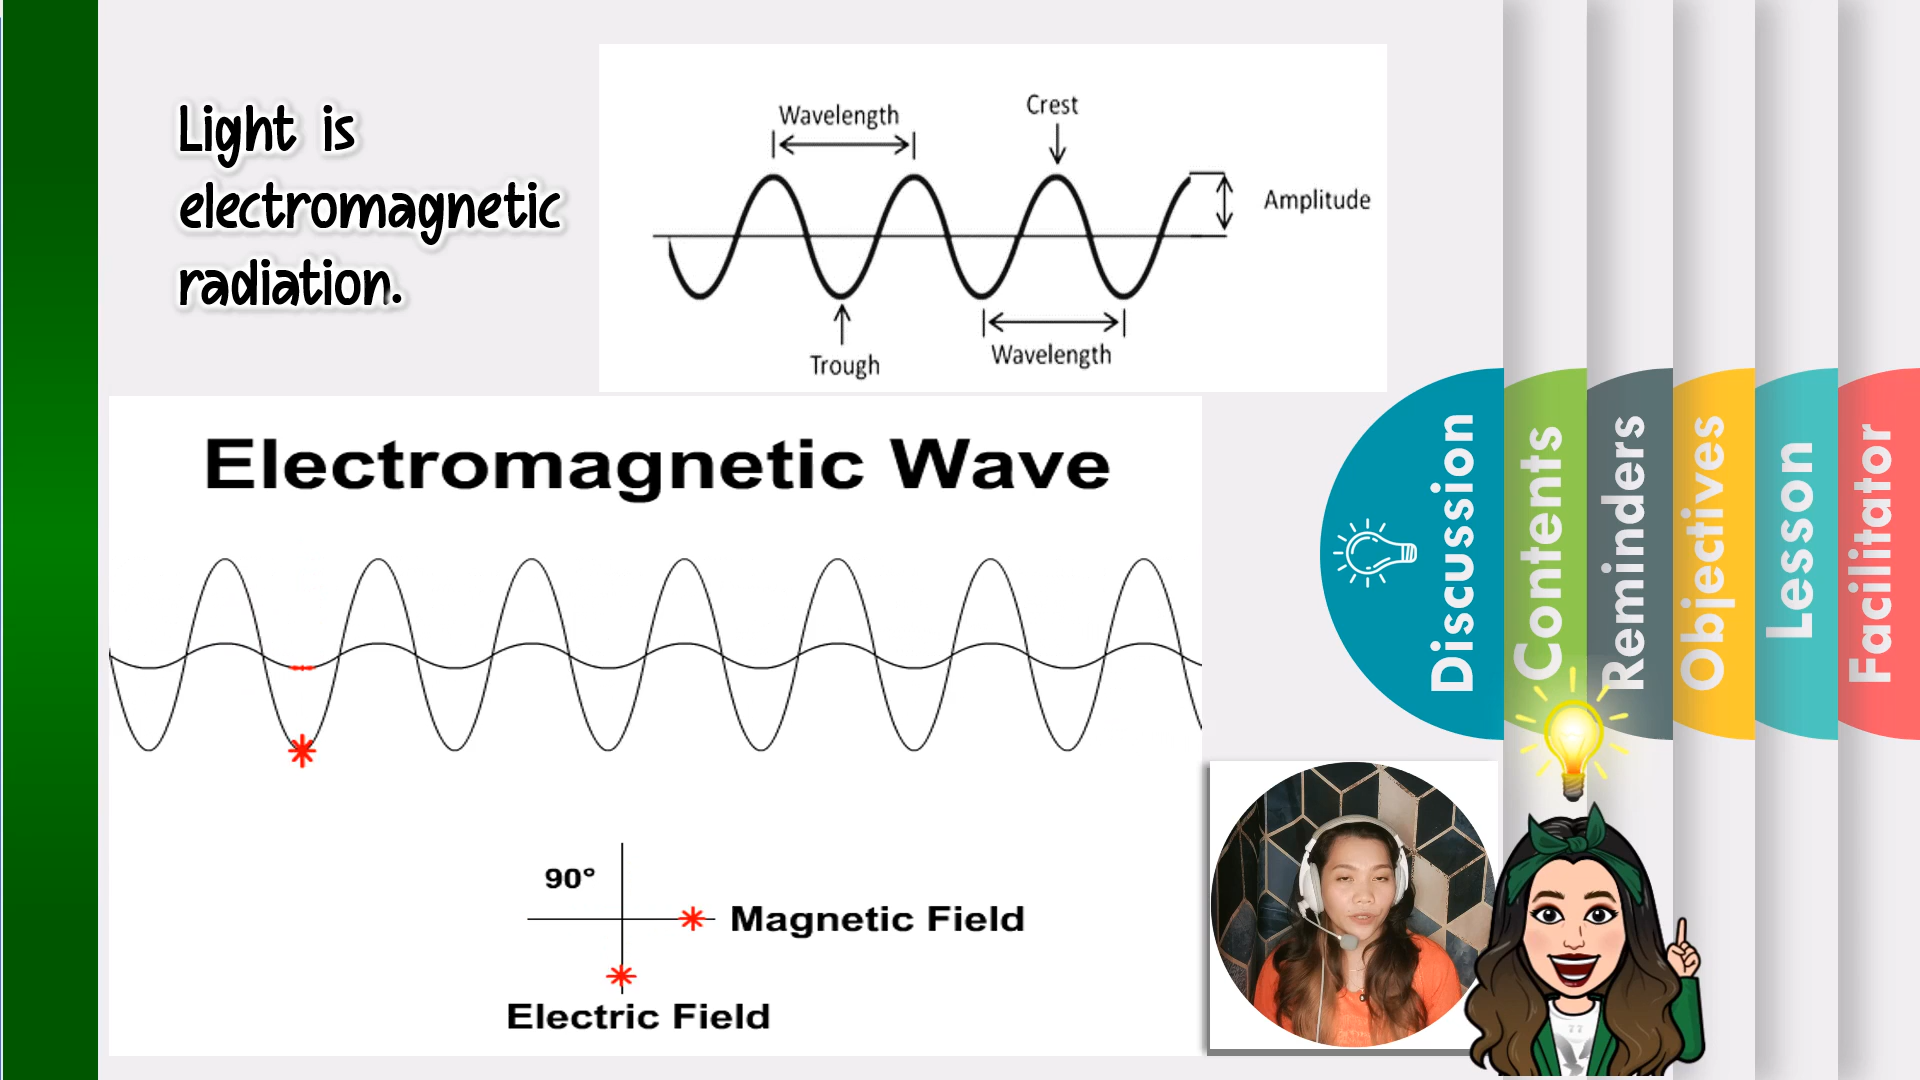 Light is
electromagnetic
radiation.
Wavelength
Crest
Amplitude
Trough
Wavelength
Electromagnetic Wave
90°
Magnetic Field
Electric Field
Discussion
Contents
Reminders
Objectives
Lesson
Facilitator